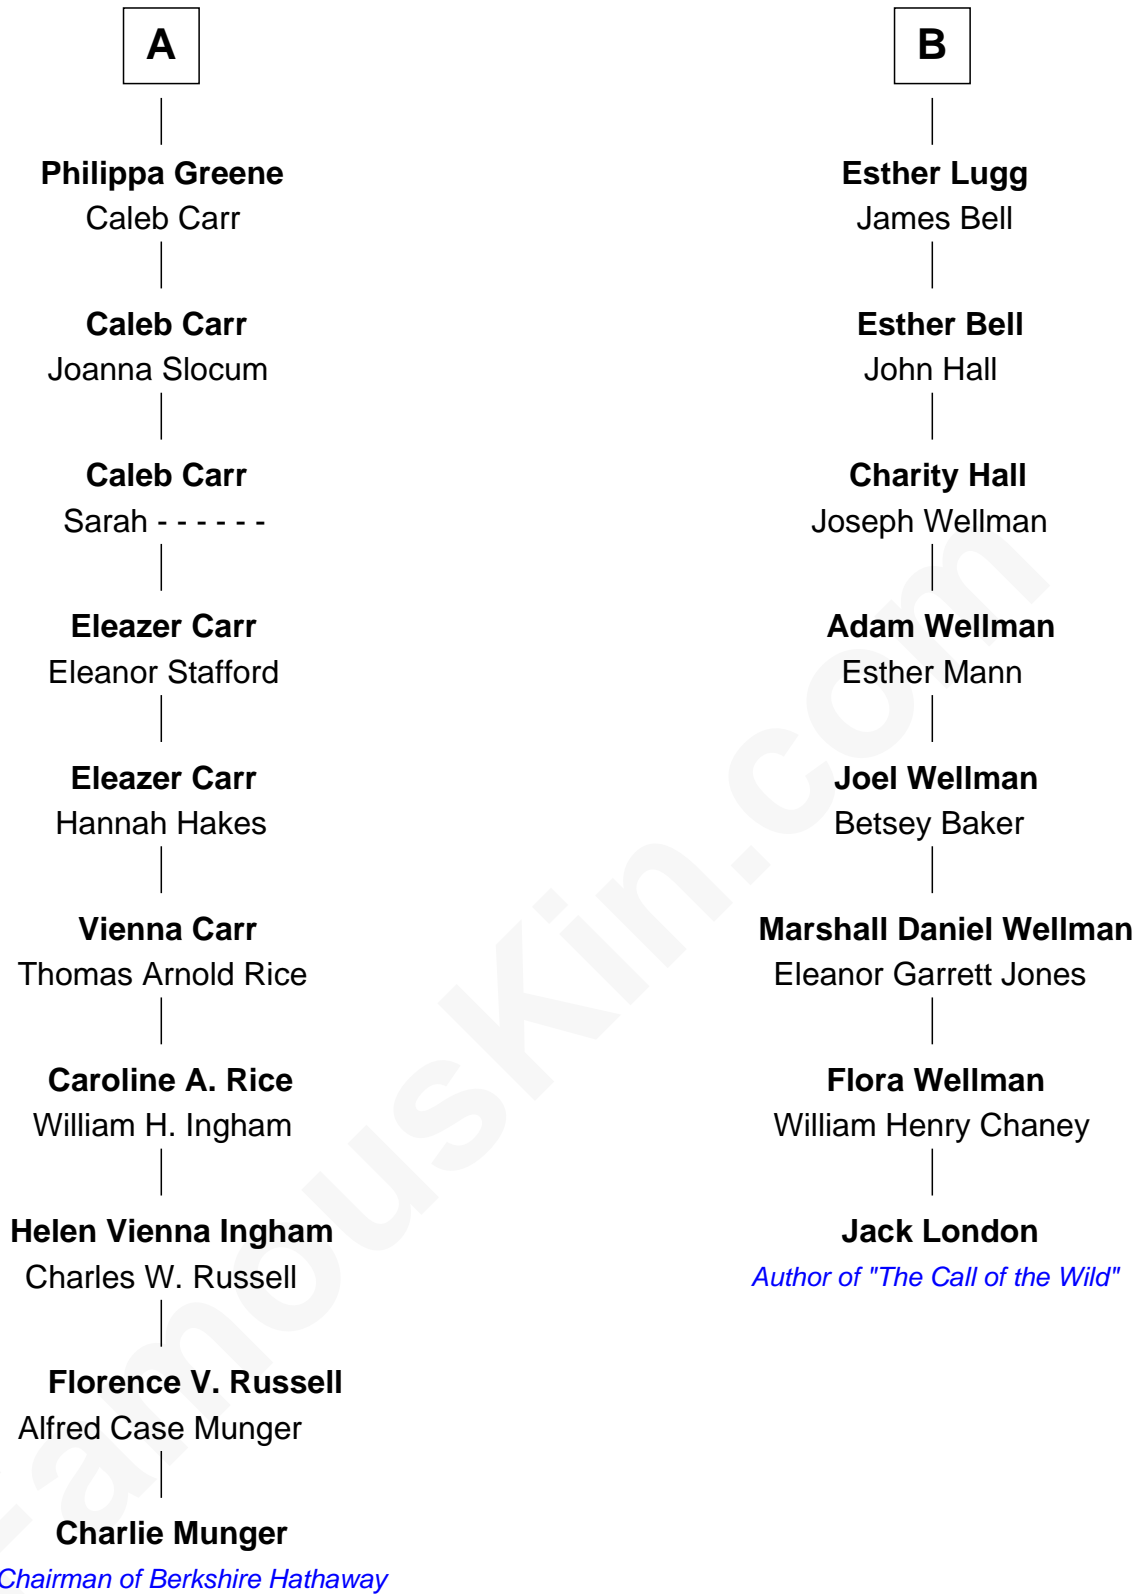 A
Philippa Greene
Caleb Carr
Caleb Carr
Joanna Slocum
Caleb Carr
Sarah - - - - - -
Eleazer Carr
Eleanor Stafford
Eleazer Carr
Hannah Hakes
Vienna Carr
Thomas Arnold Rice
Caroline A. Rice
William H. Ingham
Helen Vienna Ingham
Charles W. Russell
Florence V. Russell
Alfred Case Munger
Charlie Munger
Chairman of Berkshire Hathaway
B
Esther Lugg
James Bell
Esther Bell
John Hall
Charity Hall
Joseph Wellman
Adam Wellman
Esther Mann
Joel Wellman
Betsey Baker
Marshall Daniel Wellman
Eleanor Garrett Jones
Flora Wellman
William Henry Chaney
Jack London
Author of "The Call of the Wild"
FamousKin.com